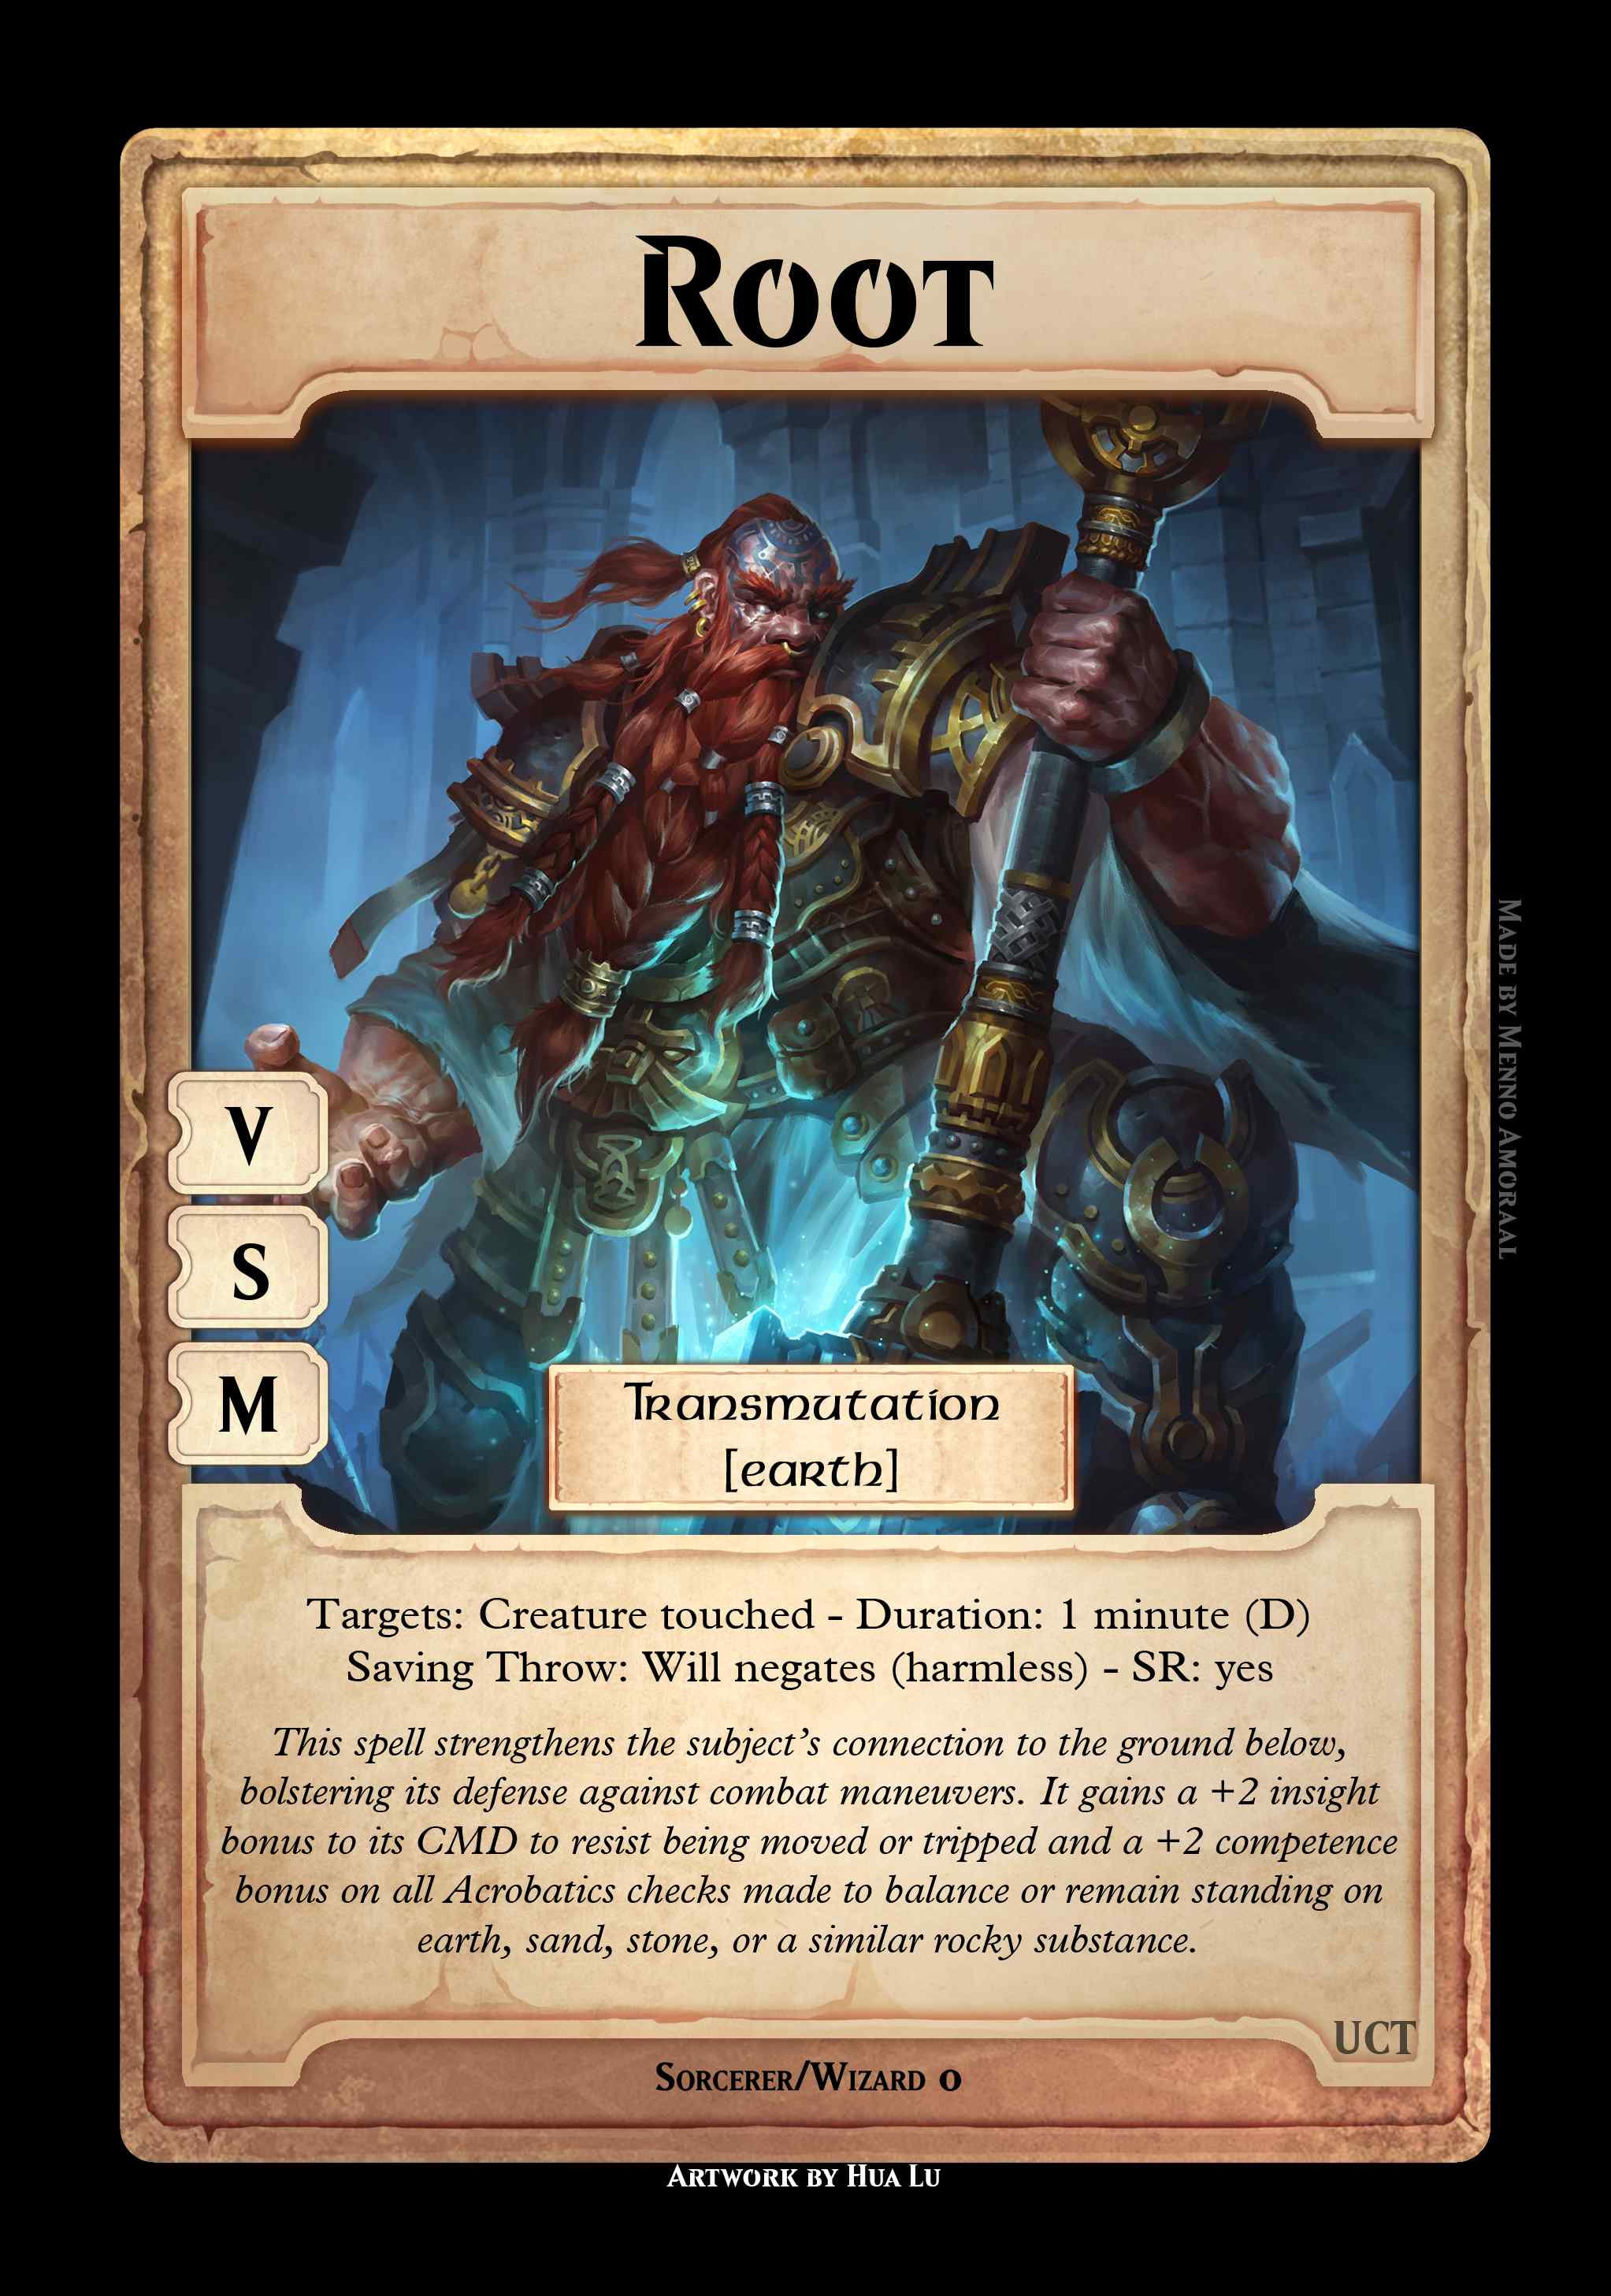 Root
V
S
M
Transmutation
[earth]
Targets: Creature touched - Duration: 1 minute (D)
Saving Throw: Will negates (harmless) - SR: yes
This spell strengthens the subject's connection to the ground below,
bolstering its defense against combat maneuvers. It gains a +2 insight
bonus to its CMD to resist being moved or tripped and a +2 competence
bonus on all Acrobatics checks made to balance or remain standing on
earth, sand, stone, or a similar rocky substance.
UCT
Sorcerer/Wizard 0
Artwork by Hua Lu
Made by Menno Amoraal